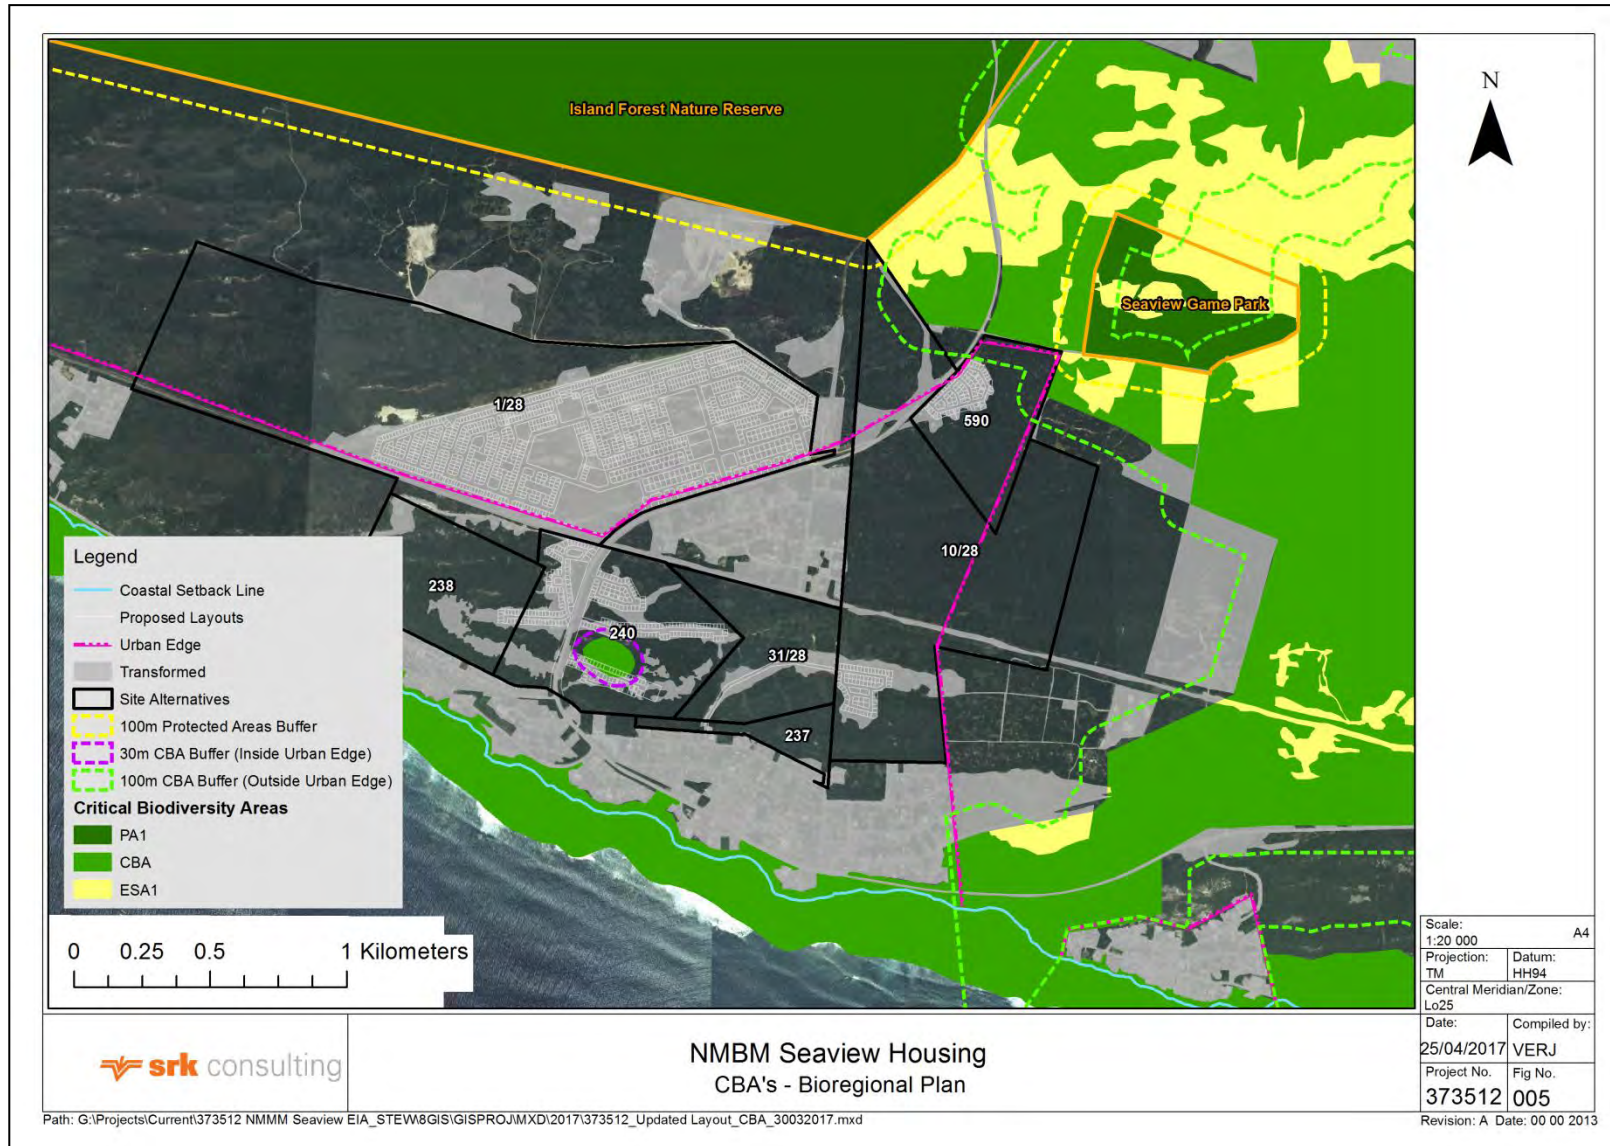 Island Forest Nature Reserve
N
Seaview Game Park
1/28
590
10/28
238
240
31/28
237
Legend
Coastal Setback Line
Proposed Layouts
Urban Edge
Transformed
Site Alternatives
100m Protected Areas Buffer
30m CBA Buffer (Inside Urban Edge)
100m CBA Buffer (Outside Urban Edge)
Critical Biodiversity Areas
PA1
CBA
ESA1
0 0.25 0.5 1 Kilometers
Scale:
1:20 000 A4
Projection:
TM
Datum:
HH94
Central Meridian/Zone:
Lo25
Date:
25/04/2017
Compiled by:
VERJ
Project No.
373512
Fig No.
005
srk consulting
NMBM Seaview Housing
CBA's - Bioregional Plan
Path: G:\Projects\Current\373512 NMMM Seaview EIA_STEW\8GIS\GISPROJ\MXD\2017\373512_Updated Layout_CBA_30032017.mxd
Revision: A Date: 00 00 2013